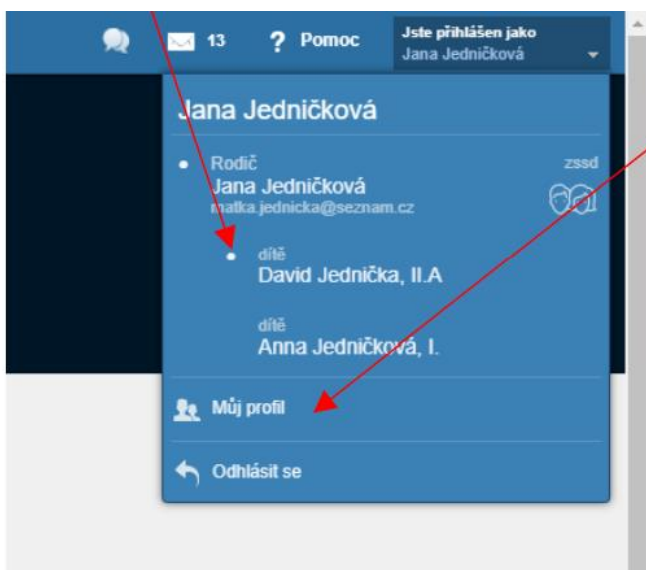 13
? Pomoc
Jste přihlášen jako
Jana Jedničková
Jana Jedničková
Rodič
zssd
Jana Jedničková
matka.jednicka@seznam.cz
dítě
David Jednička, II.A
dítě
Anna Jedničková, I.
Můj profil
Odhlásit se